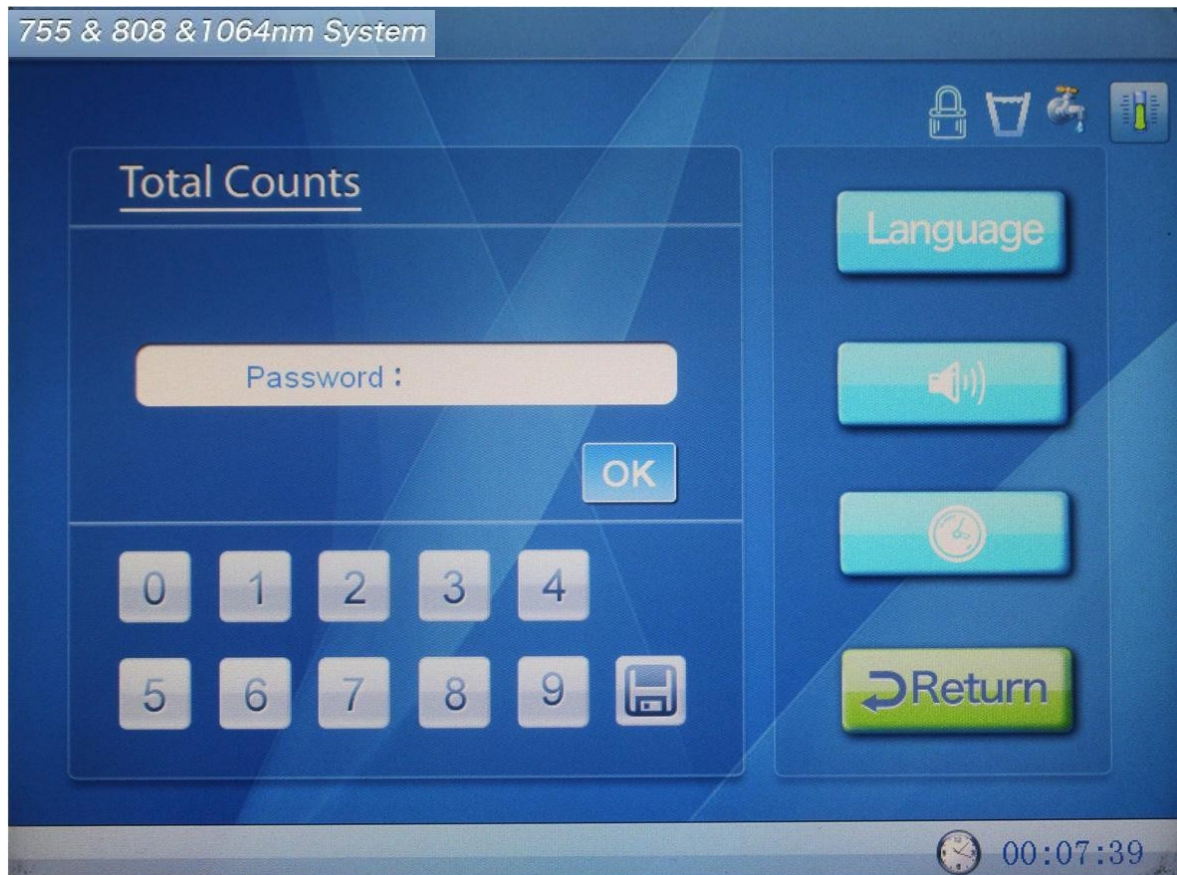 755 & 808 &1064nm System
Total Counts
Language
Password :
OK
0 1 2 3 4
5 6 7 8 9
Return
00:07:39